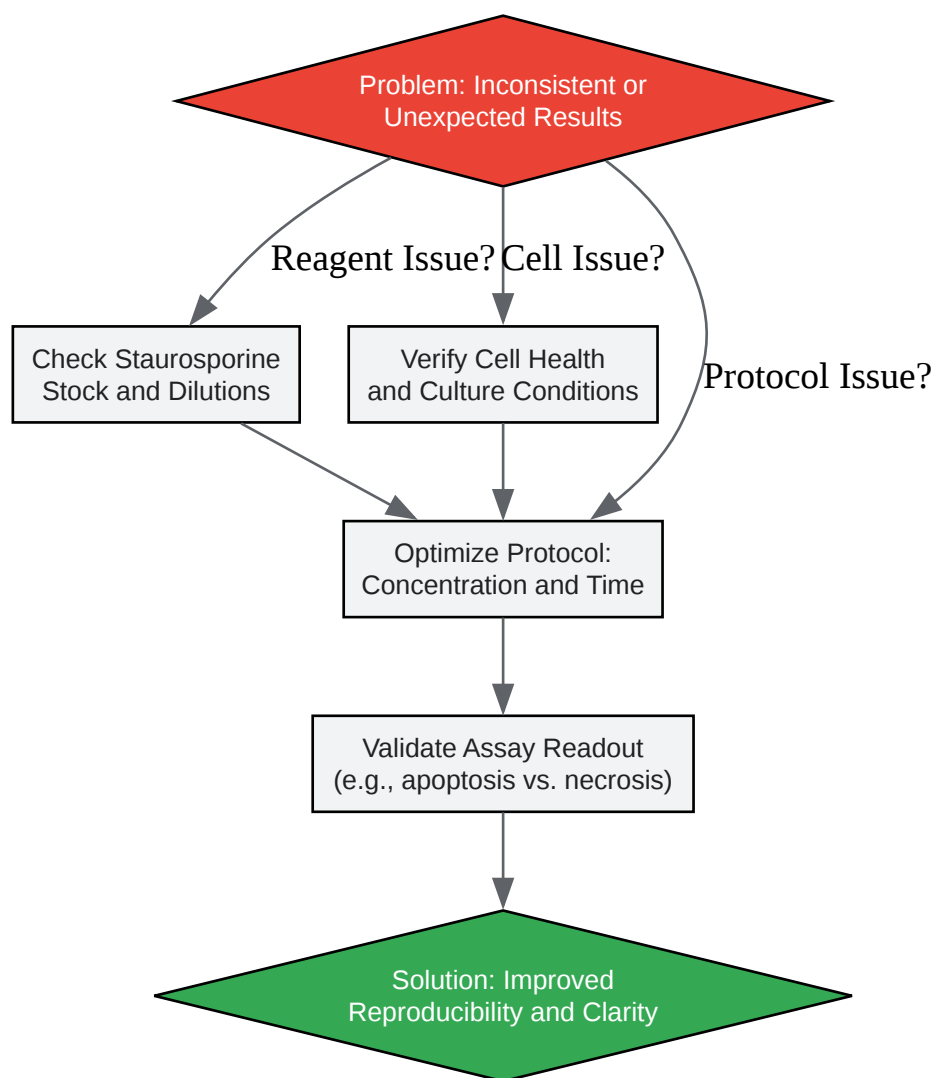 Problem: Inconsistent or
Unexpected Results
Reagent Issue?
Cell Issue?
Check Staurosporine
Stock and Dilutions
Verify Cell Health
and Culture Conditions
Protocol Issue?
Optimize Protocol:
Concentration and Time
Validate Assay Readout
(e.g., apoptosis vs. necrosis)
Solution: Improved
Reproducibility and Clarity